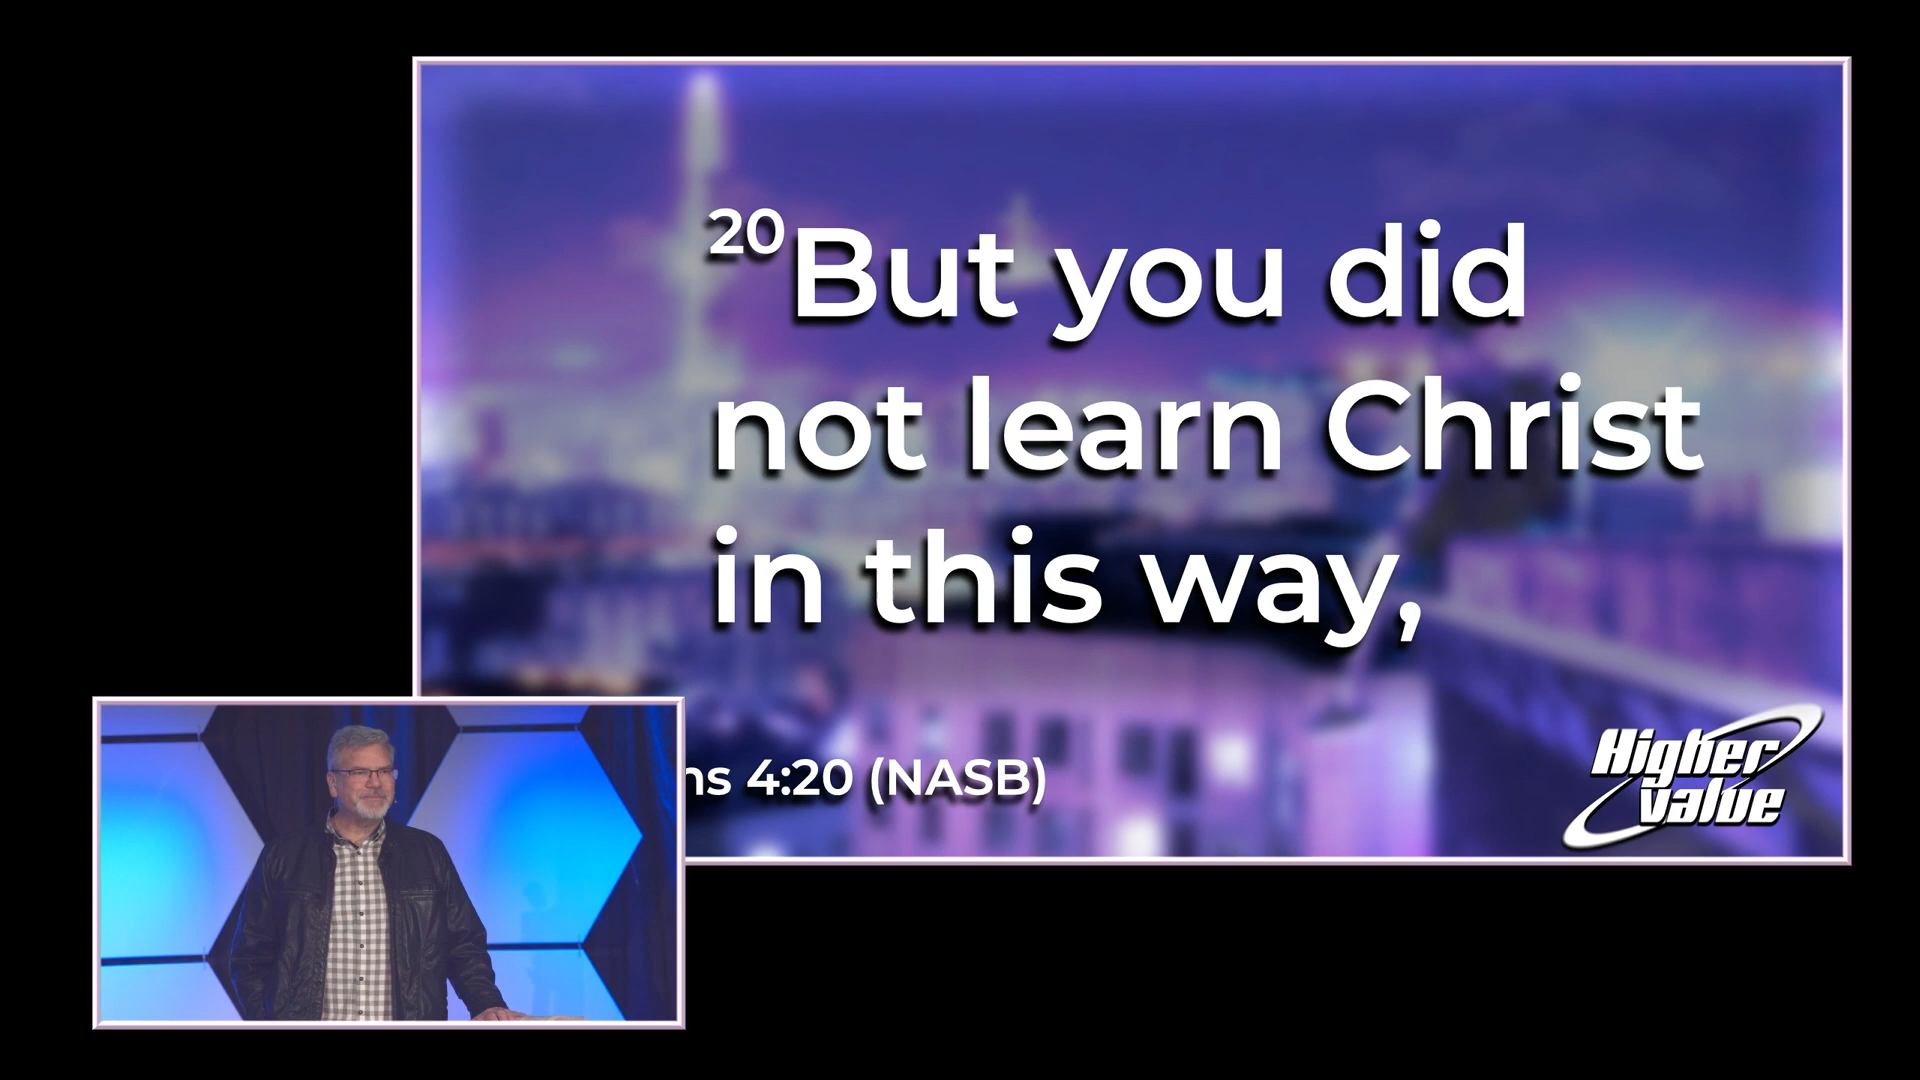 20But you did
not learn Christ
in this way,
ns 4:20 (NASB)
Higher
value